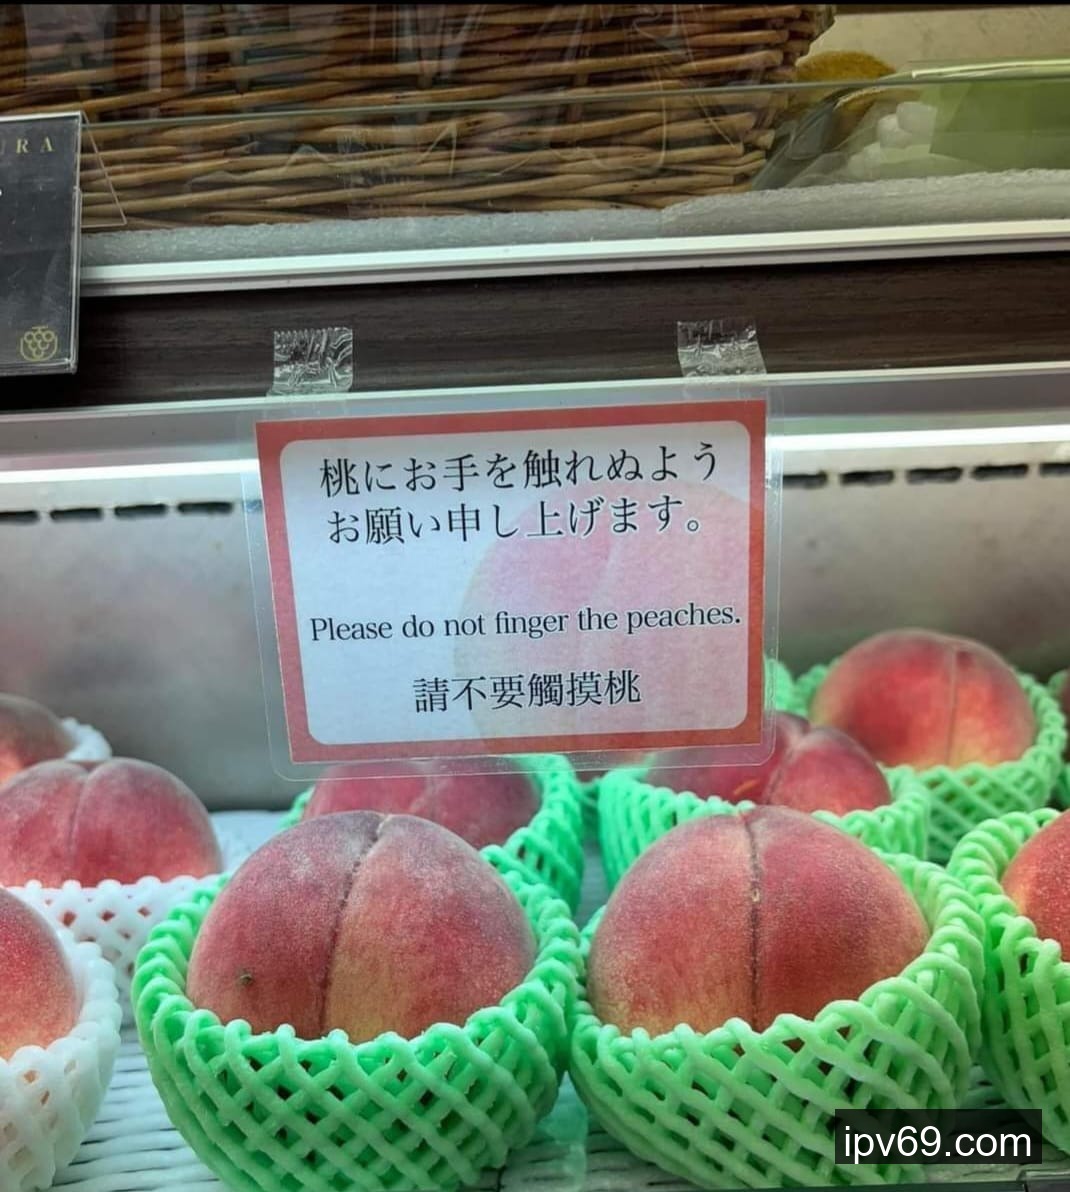 URA
桃にお手を触れぬよう
お願い申し上げます。
Please do not finger the peaches.
請不要觸摸桃
ipv69.com